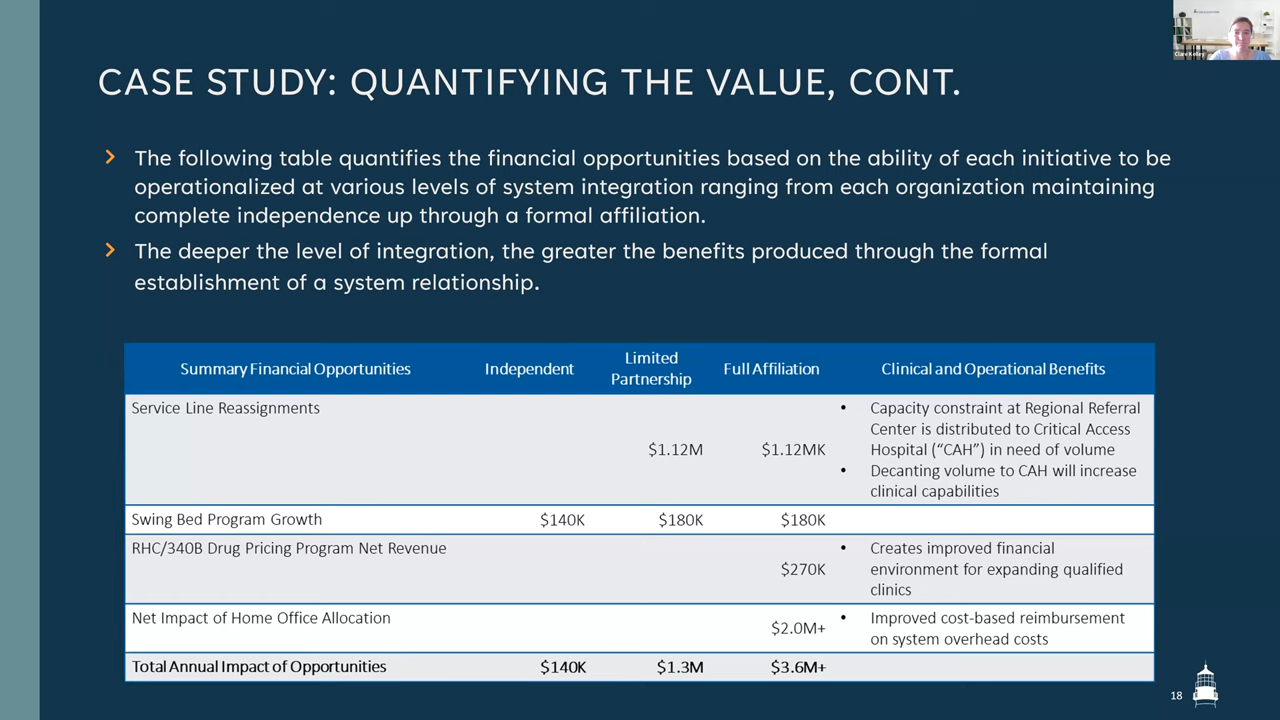 CASE STUDY: QUANTIFYING THE VALUE, CONT.
The following table quantifies the financial opportunities based on the ability of each initiative to be
operationalized at various levels of system integration ranging from each organization maintaining
complete independence up through a formal affiliation.
The deeper the level of integration, the greater the benefits produced through the formal
establishment of a system relationship.
Summary Financial Opportunities Independent Limited Partnership Full Affiliation Clinical and Operational Benefits
Service Line Reassignments $1.12M $1.12MK
• Capacity constraint at Regional Referral
Center is distributed to Critical Access
Hospital (“CAH”) in need of volume
• Decanting volume to CAH will increase
clinical capabilities
Swing Bed Program Growth $140K $180K $180K
RHC/340B Drug Pricing Program Net Revenue $270K
• Creates improved financial
environment for expanding qualified
clinics
Net Impact of Home Office Allocation $2.0M+
• Improved cost-based reimbursement
on system overhead costs
Total Annual Impact of Opportunities $140K $1.3M $3.6M+
18